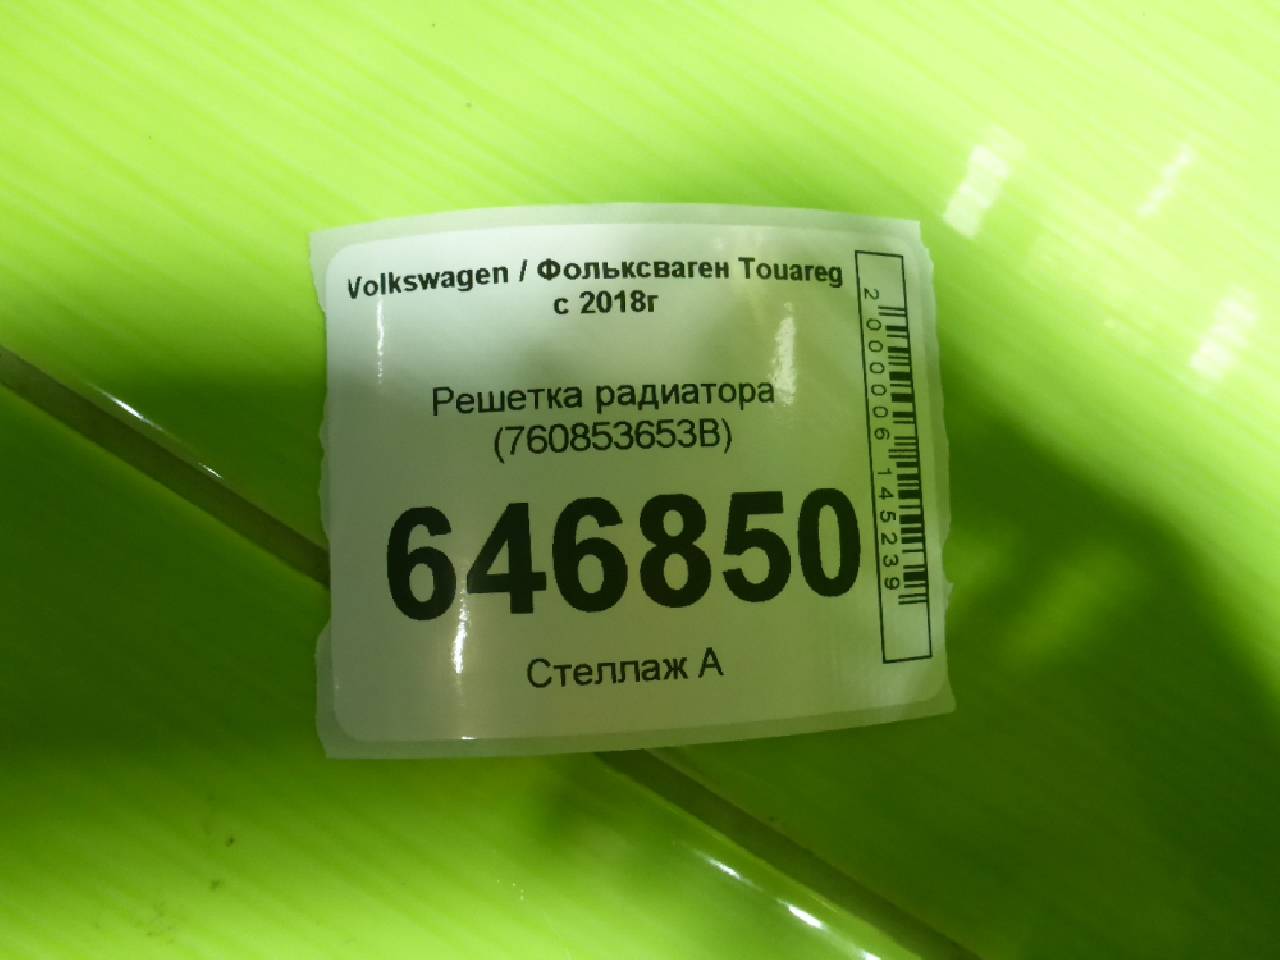 Volkswagen / Фольксваген Touareg
с 2018г
Решетка радиатора
(760853653B)
646850
Стеллаж А
2000006145239